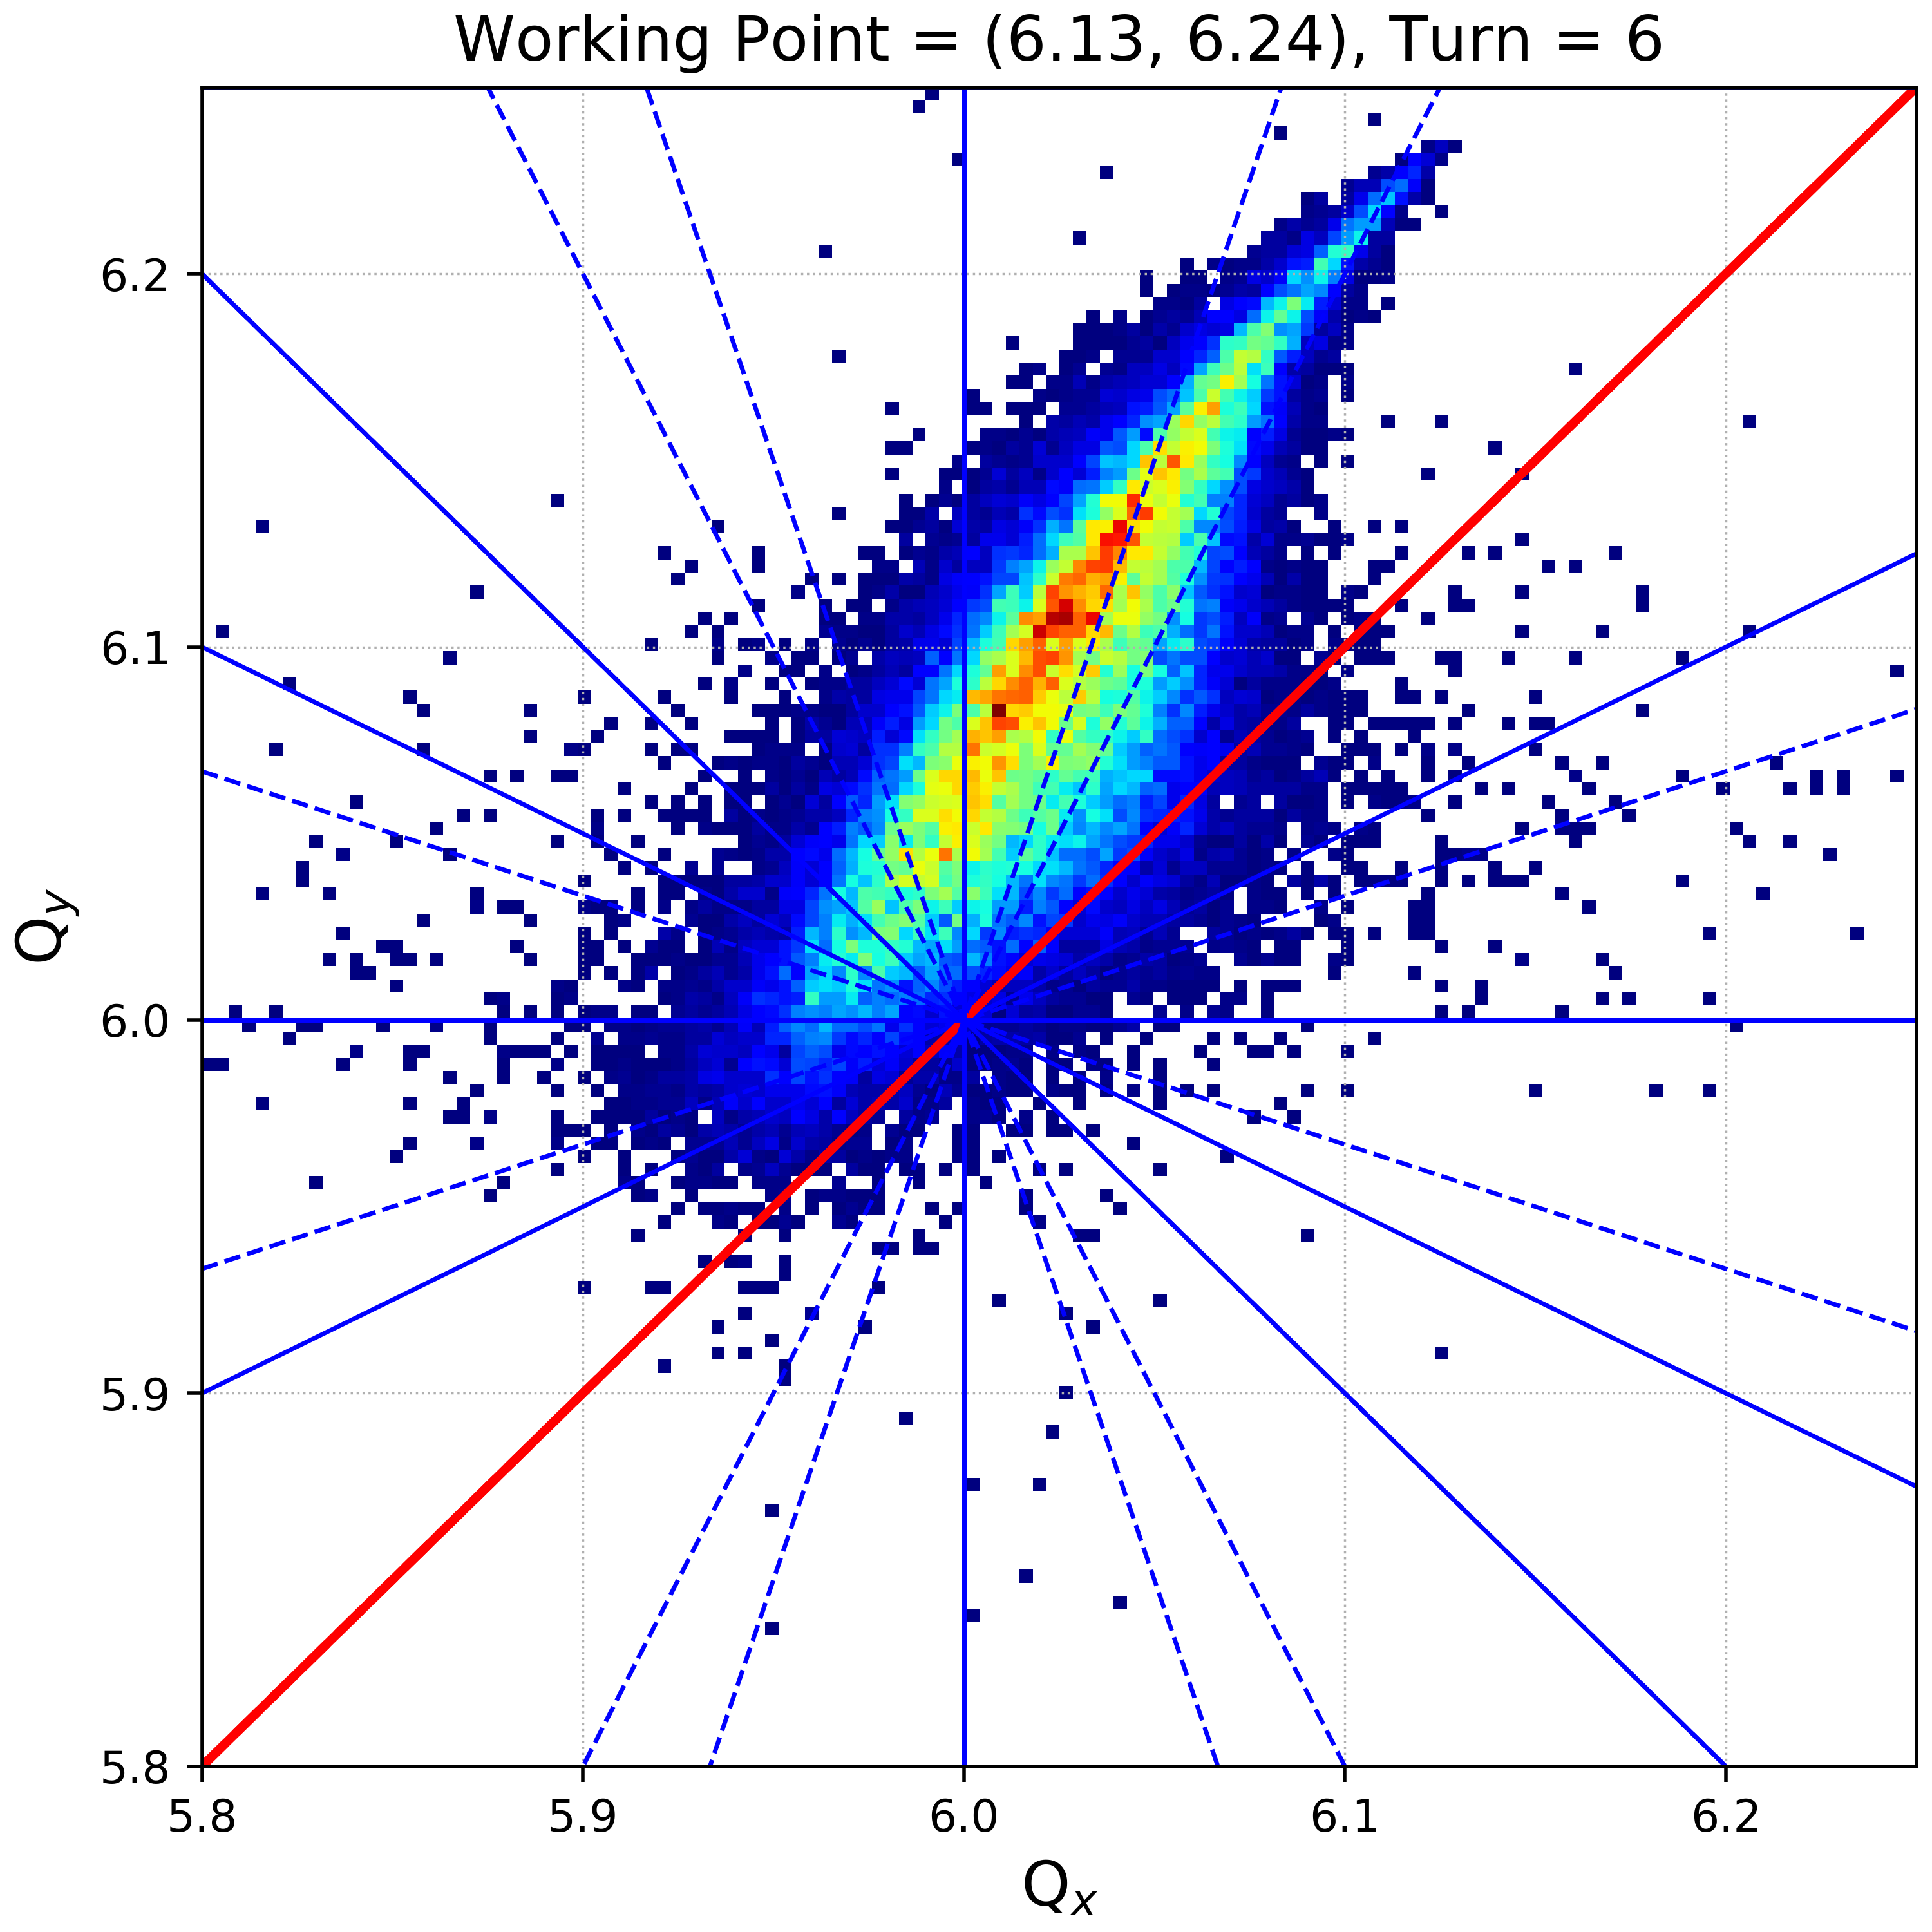 Working Point = (6.13, 6.24), Turn = 6
6.2
6.1
6.0
5.9
5.8
Qy
5.8 5.9 6.0 6.1 6.2
Qx